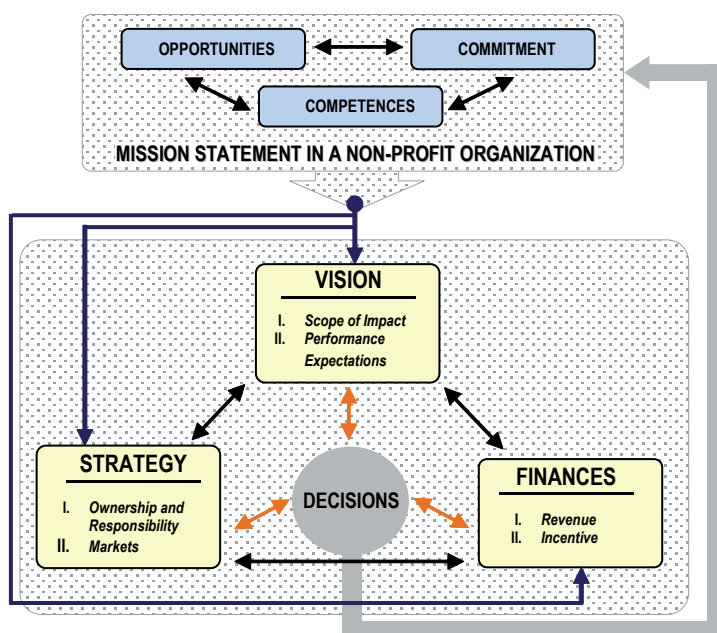 OPPORTUNITIES
COMMITMENT
COMPETENCES
MISSION STATEMENT IN A NON-PROFIT ORGANIZATION
VISION
I. Scope of Impact
II. Performance
Expectations
STRATEGY
I. Ownership and
Responsibility
II. Markets
DECISIONS
FINANCES
I. Revenue
II. Incentive